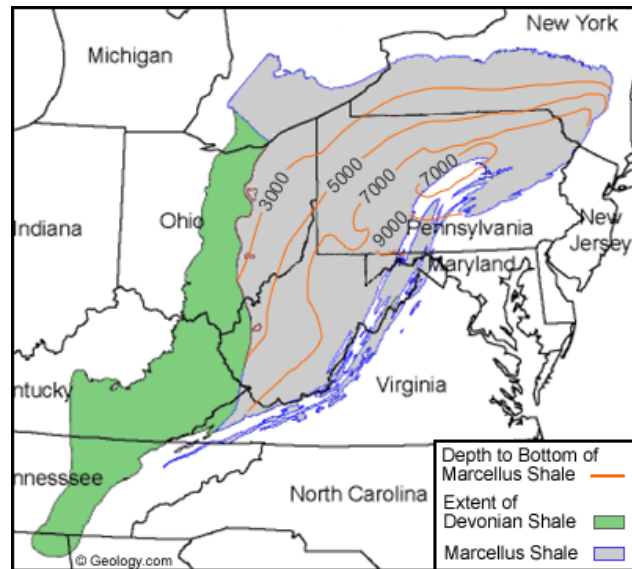 New York
Michigan
3000
5000
7000
7000
9000
Indiana
Ohio
Pennsylvania
New
Jersey
Maryland
ntucky
Virginia
nnesssee
North Carolina
© Geology.com
Depth to Bottom of
Marcellus Shale
Extent of
Devonian Shale
Marcellus Shale